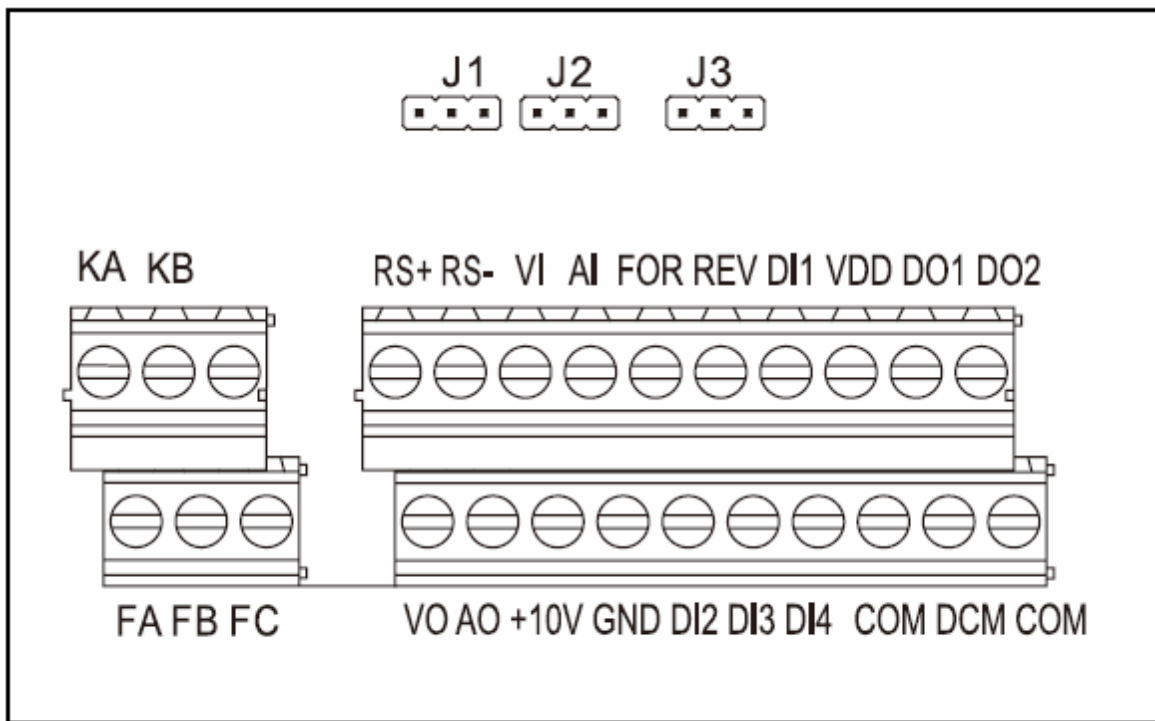 J1 J2 J3
KA KB RS+ RS- VI AI FOR REV DI1 VDD DO1 DO2
FA FB FC VO AO +10V GND DI2 DI3 DI4 COM DCM COM